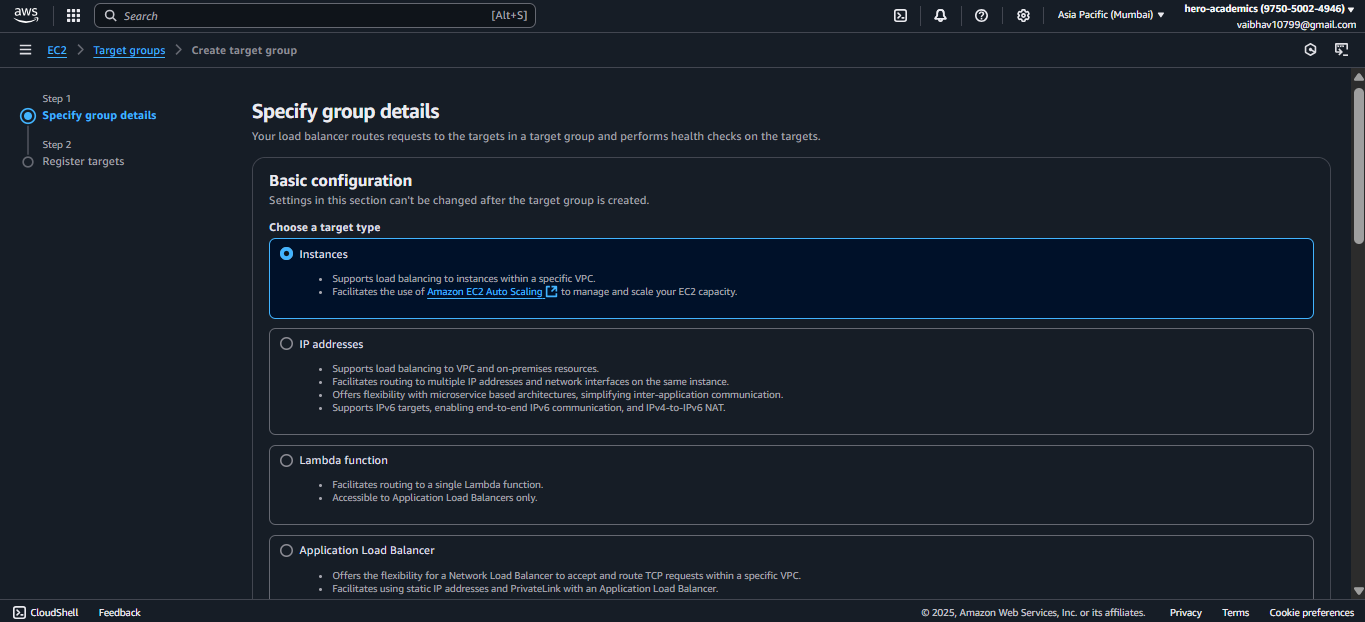 aws
Search [Alt+S]
Asia Pacific (Mumbai)
hero-academics (9750-5002-4946)
vaibhav10799@gmail.com
EC2 > Target groups > Create target group
Step 1
Specify group details
Step 2
Register targets
Specify group details
Your load balancer routes requests to the targets in a target group and performs health checks on the targets.
Basic configuration
Settings in this section can't be changed after the target group is created.
Choose a target type
Instances
• Supports load balancing to instances within a specific VPC.
• Facilitates the use of Amazon EC2 Auto Scaling to manage and scale your EC2 capacity.
IP addresses
• Supports load balancing to VPC and on-premises resources.
• Facilitates routing to multiple IP addresses and network interfaces on the same instance.
• Offers flexibility with microservice based architectures, simplifying inter-application communication.
• Supports IPv6 targets, enabling end-to-end IPv6 communication, and IPv4-to-IPv6 NAT.
Lambda function
• Facilitates routing to a single Lambda function.
• Accessible to Application Load Balancers only.
Application Load Balancer
• Offers the flexibility for a Network Load Balancer to accept and route TCP requests within a specific VPC.
• Facilitates using static IP addresses and PrivateLink with an Application Load Balancer.
CloudShell Feedback © 2025, Amazon Web Services, Inc. or its affiliates. Privacy Terms Cookie preferences